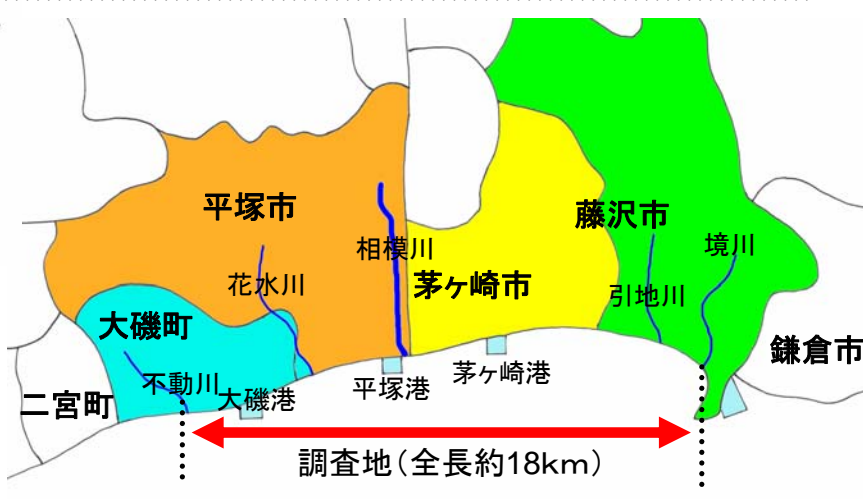 平塚市
藤沢市
相模川
境川
花水川
茅ヶ崎市
引地川
大磯町
鎌倉市
不動川
大磯港
平塚港
茅ヶ崎港
二宮町
調査地(全長約18km)